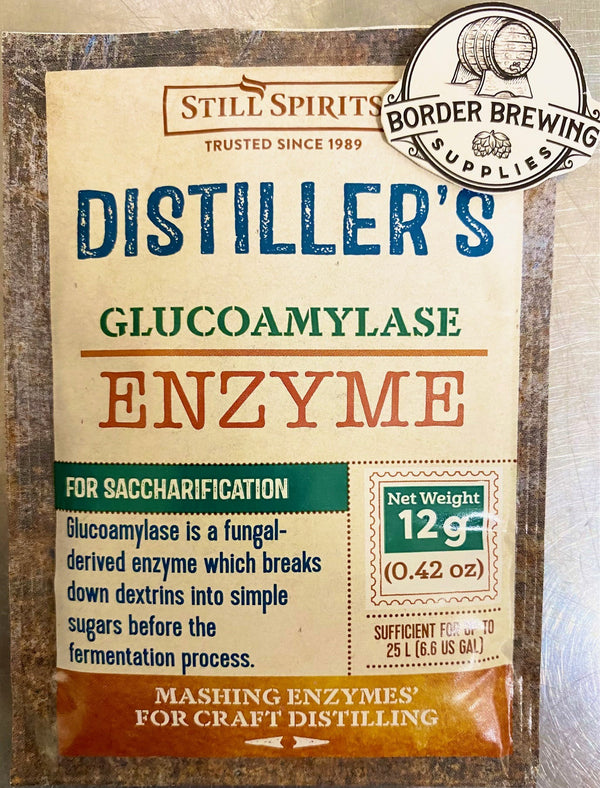 STILL SPIRITS
TRUSTED SINCE 1989
BORDER BREWING
SUPPLIES
DISTILLER'S
GLUCOAMYLASE
ENZYME
FOR SACCHARIFICATION
Glucoamylase is a fungal-
derived enzyme which breaks
down dextrins into simple
sugars before the
fermentation process.
Net Weight
12g
(0.42 oz)
SUFFICIENT FOR UP TO
25 L (6.6 US GAL)
MASHING ENZYMES'
FOR CRAFT DISTILLING